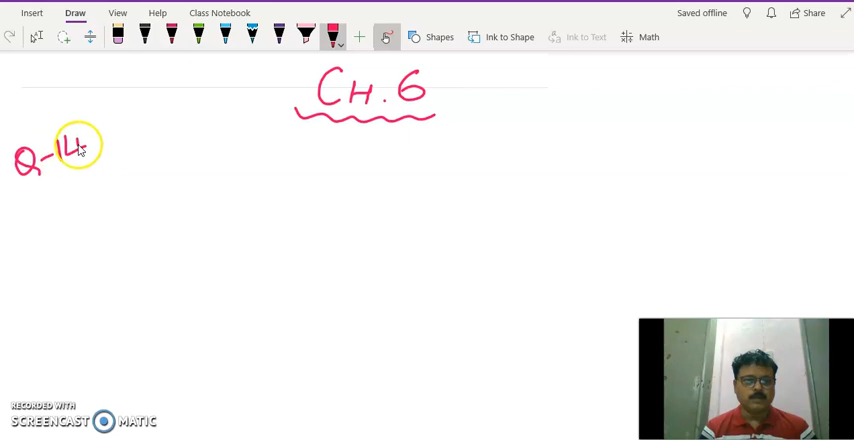 Insert Draw View Help Class Notebook Saved offline Share
Shapes Ink to Shape Ink to Text Math
CH.6
Q-14
RECORDED WITH
SCREENCAST MATIC